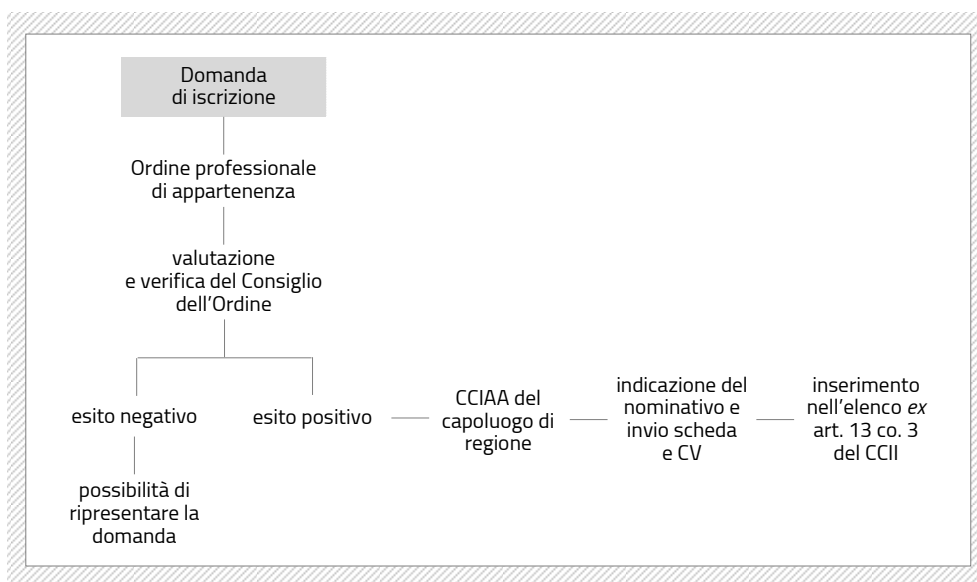 Domanda
di iscrizione
Ordine professionale
di appartenenza
valutazione
e verifica del Consiglio
dell'Ordine
esito negativo
possibilità di
ripresentare la
domanda
esito positivo
CCIAA del
capoluogo di
regione
indicazione del
nominativo e
invio scheda
e CV
inserimento
nell'elenco ex
art. 13 co. 3
del CCII